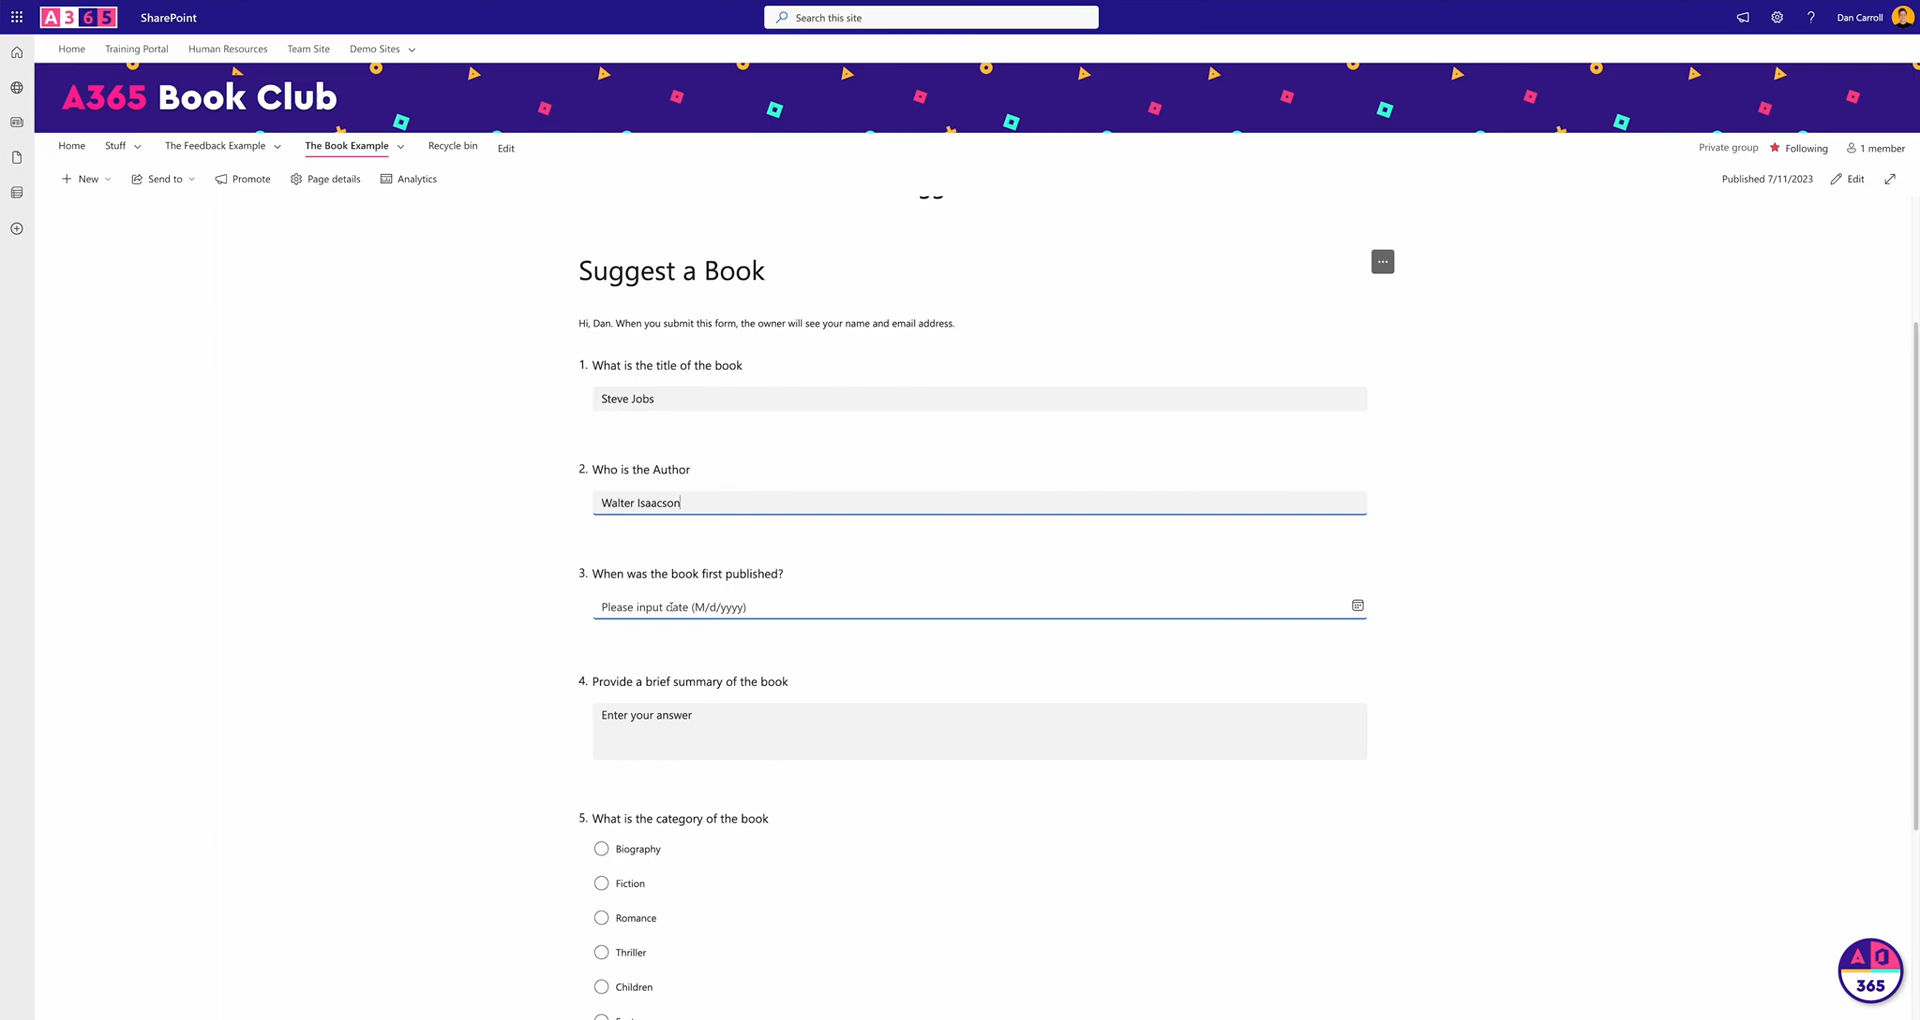 A365
SharePoint
Search this site
Dan Carroll
Home
Training Portal
Human Resources
Team Site
Demo Sites
A365 Book Club
Home
Stuff
The Feedback Example
The Book Example
Recycle bin
Edit
Private group
Following
1 member
New
Send to
Promote
Page details
Analytics
Published 7/11/2023
Edit
Suggest a Book
Hi, Dan. When you submit this form, the owner will see your name and email address.
1. What is the title of the book
Steve Jobs
2. Who is the Author
Walter Isaacson
3. When was the book first published?
Please input date (M/d/yyyy)
4. Provide a brief summary of the book
Enter your answer
5. What is the category of the book
Biography
Fiction
Romance
Thriller
Children
A
365